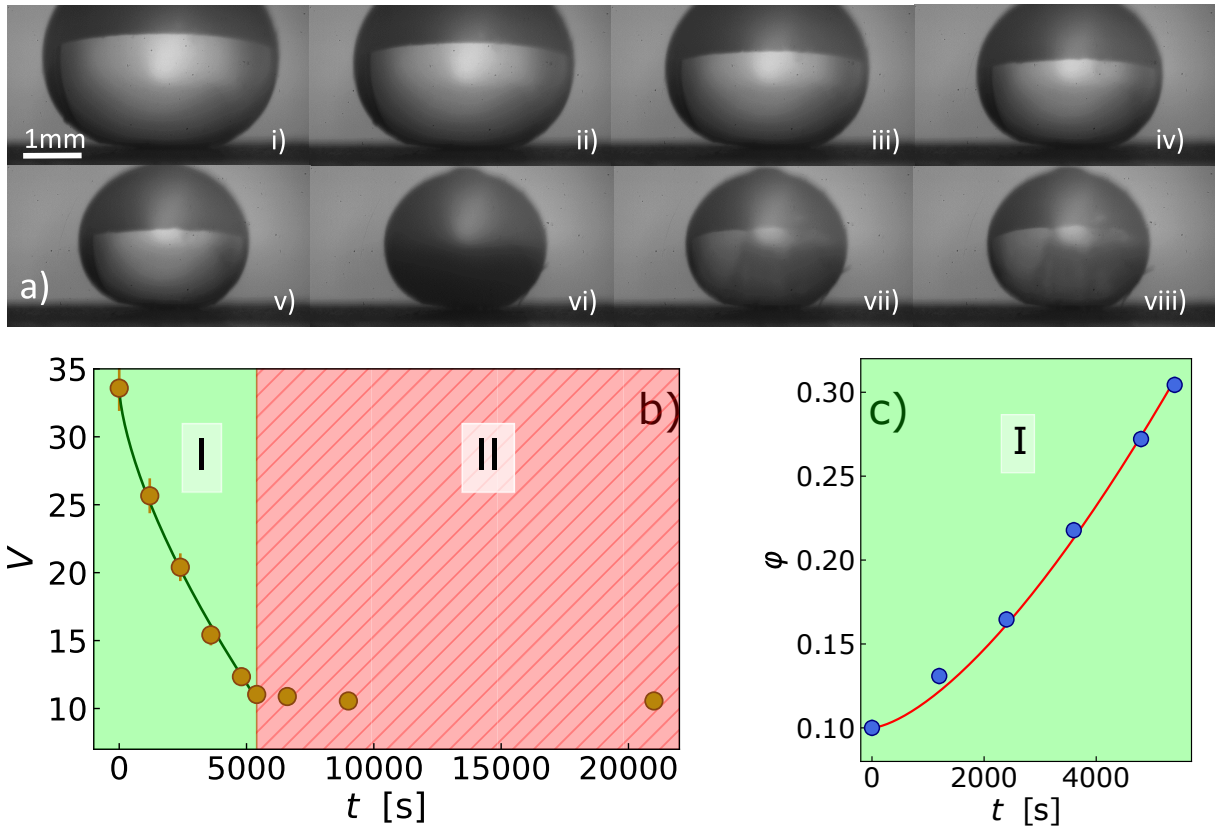 i)
ii)
iii)
iv)
1mm
a)
v)
vi)
vii)
viii)
35
30
25
20
15
10
V
I
II
b)
0
5000
10000
15000
20000
t [s]
0.30
0.25
0.20
0.15
0.10
φ
c)
I
0
2000
4000
t [s]